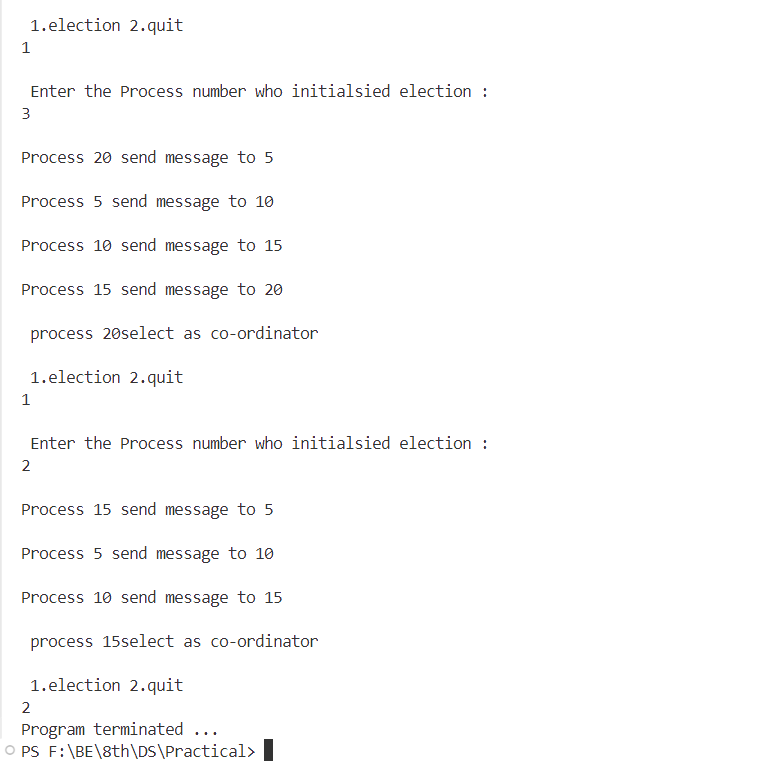 1.election 2.quit
1
Enter the Process number who initialsied election :
3
Process 20 send message to 5
Process 5 send message to 10
Process 10 send message to 15
Process 15 send message to 20
process 20select as co-ordinator
1.election 2.quit
1
Enter the Process number who initialsied election :
2
Process 15 send message to 5
Process 5 send message to 10
Process 10 send message to 15
process 15select as co-ordinator
1.election 2.quit
2
Program terminated ...
PS F:\BE\8th\DS\Practical>